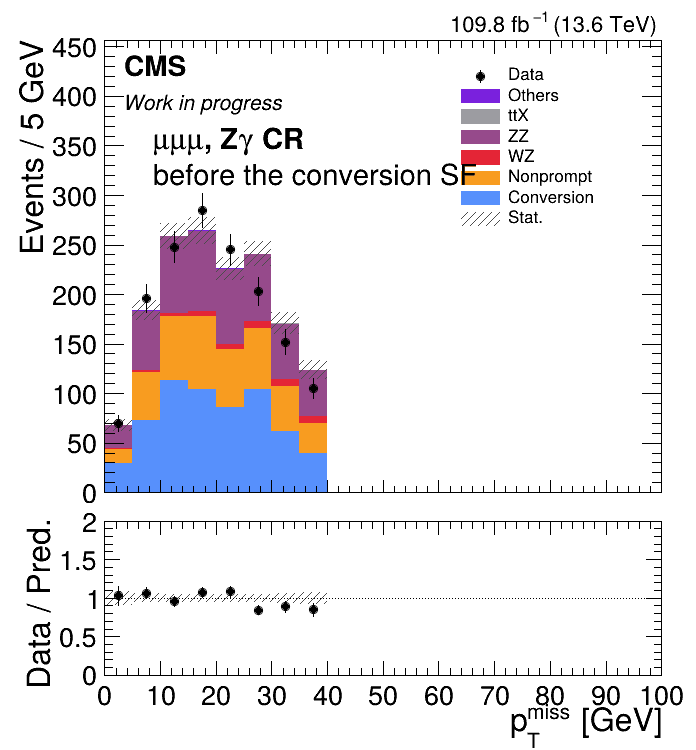 109.8 fb⁻¹ (13.6 TeV)
CMS
Work in progress
μμμ, Zγ CR
before the conversion SF
Data
Others
ttX
ZZ
WZ
Nonprompt
Conversion
Stat.
Events / 5 GeV
450
400
350
300
250
200
150
100
50
0
Data / Pred.
2
1.5
1
0.5
0
0 10 20 30 40 50 60 70 80 90 100
p_T^miss [GeV]